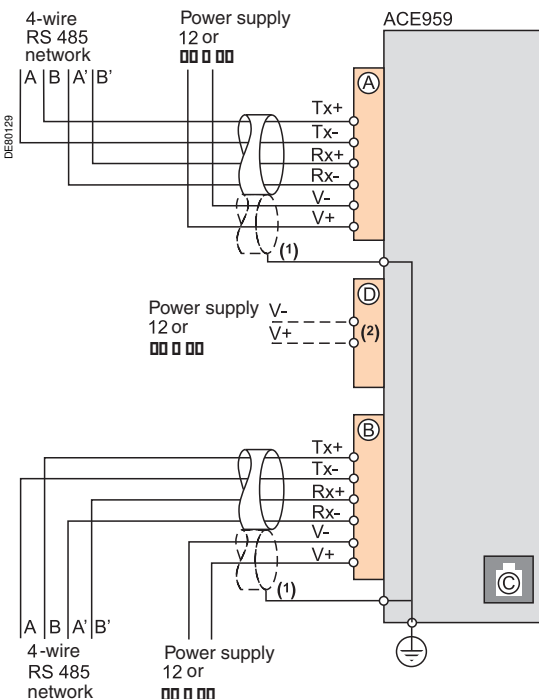 4-wire
RS 485
network
A B A' B'
Power supply
12 or
ACE959
DE80129
A
Tx+
Tx-
Rx+
Rx-
V-
V+
(1)
D
Power supply
12 or
V-
V+
(2)
B
Tx+
Tx-
Rx+
Rx-
V-
V+
(1)
C
A B A' B'
4-wire
RS 485
network
Power supply
12 or